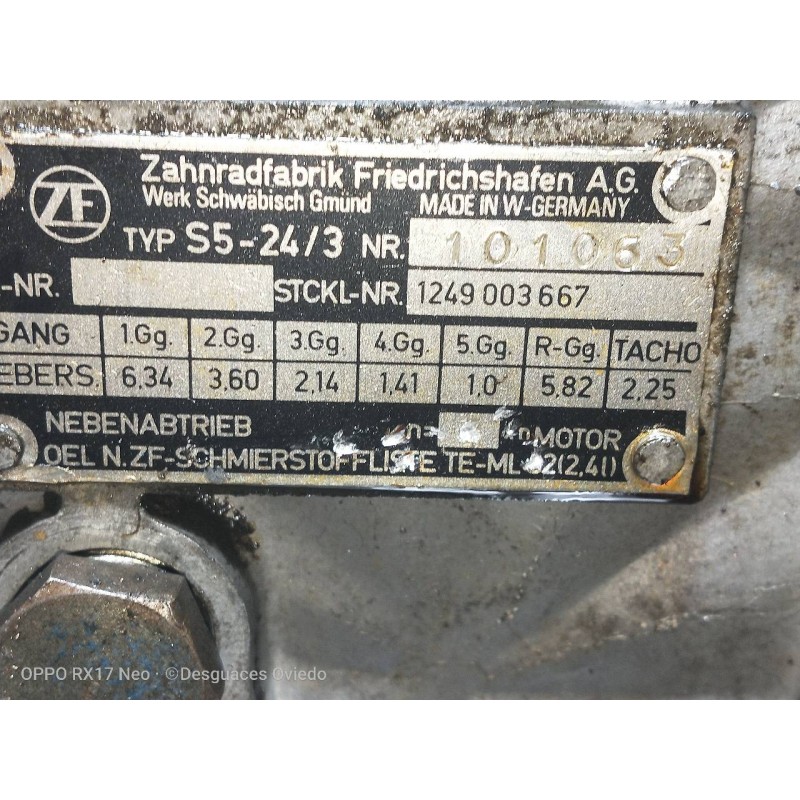 ZF
Zahnradfabrik Friedrichshafen A.G.
Werk Schwäbisch Gmünd MADE IN W-GERMANY
TYP S5-24/3 NR. 101063
-NR. STCKL-NR. 1249 003 667
GANG 1.Gg. 2.Gg. 3.Gg. 4.Gg. 5.Gg. R-Gg. TACHO
EBERS. 6,34 3,60 2,14 1,41 1,0 5,82 2,25
NEBENABTRIEB n= n MOTOR
OEL N. ZF-SCHMIERSTOFFLISTE TE-ML 2(2,4l)
OPPO RX17 Neo · ©Desguaces Oviedo